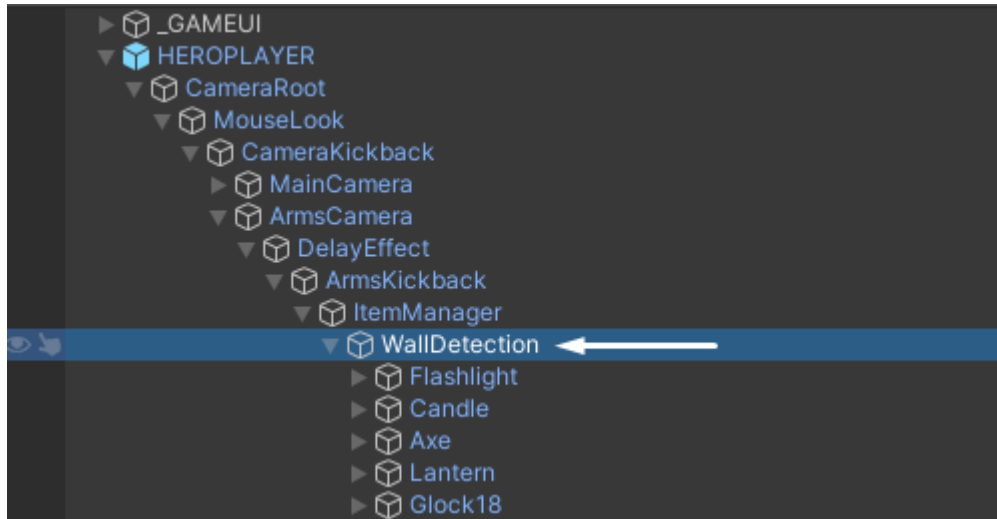 _GAMEUI
HEROPLAYER
CameraRoot
MouseLook
CameraKickback
MainCamera
ArmsCamera
DelayEffect
ArmsKickback
ItemManager
WallDetection
Flashlight
Candle
Axe
Lantern
Glock18